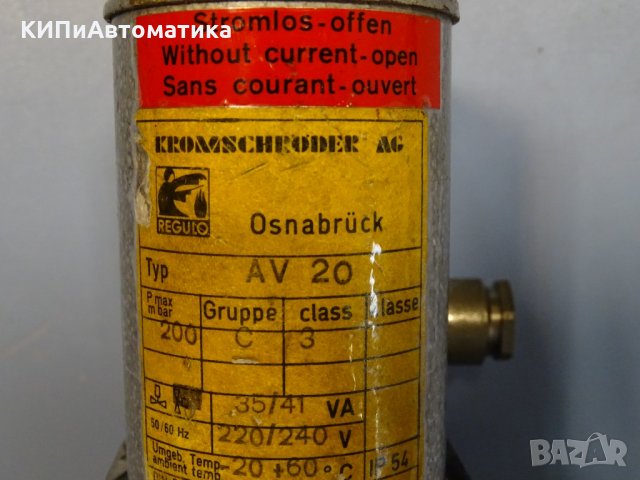 КИПиАвтоматика
Stromlos-offen
Without current-open
Sans courant-ouvert
KROMSCHRODER AG
REGULO
Osnabrück
Typ AV 20
P max
m bar
Gruppe class Klasse
200 C 3
35/41 VA
50/60 Hz 220/240 V
Umgeb. Temp.
ambient temp -20 +60 °C IP 54
BAZAR